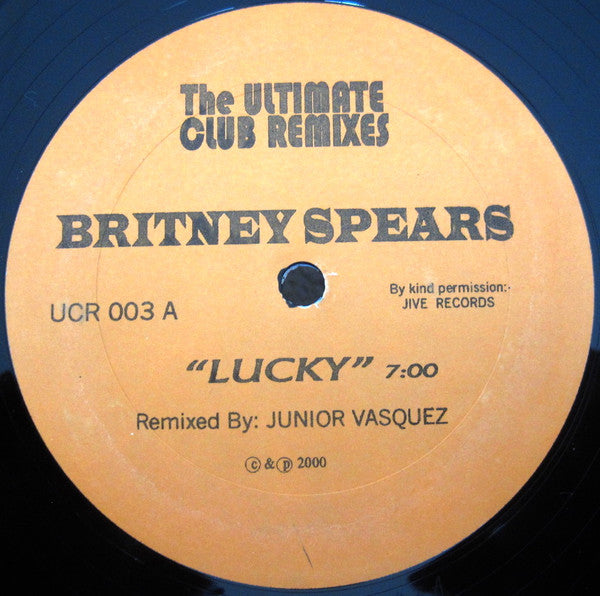 The ULTIMATE
CLUB REMIXES
BRITNEY SPEARS
By kind permission:-
JIVE RECORDS
UCR 003 A
"LUCKY" 7:00
Remixed By: JUNIOR VASQUEZ
ⓒ & ⓟ 2000